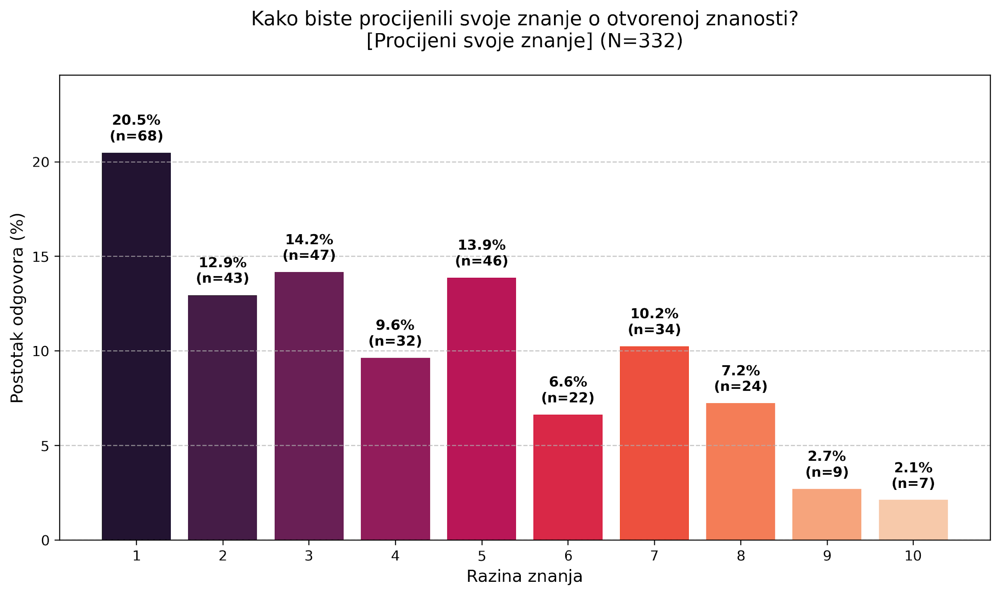 Kako biste procijenili svoje znanje o otvorenoj znanosti?
[Procijeni svoje znanje] (N=332)
Postotak odgovora (%)
20
15
10
5
0
20.5%
(n=68)
12.9%
(n=43)
14.2%
(n=47)
9.6%
(n=32)
13.9%
(n=46)
6.6%
(n=22)
10.2%
(n=34)
7.2%
(n=24)
2.7%
(n=9)
2.1%
(n=7)
1 2 3 4 5 6 7 8 9 10
Razina znanja